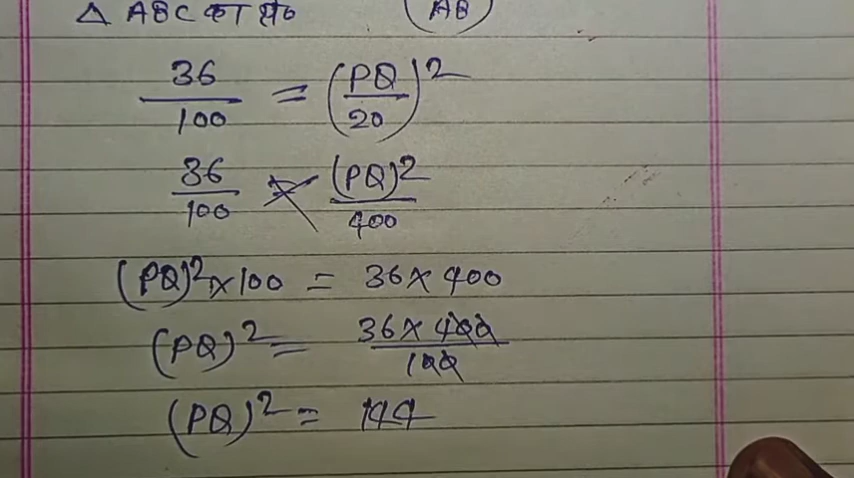 △ ABC का क्षे॰ (AB)
36/100 = (PQ/20)²
36/100 × (PQ)²/400
(PQ)² × 100 = 36 × 400
(PQ)² = 36 × 400/100
(PQ)² = 144